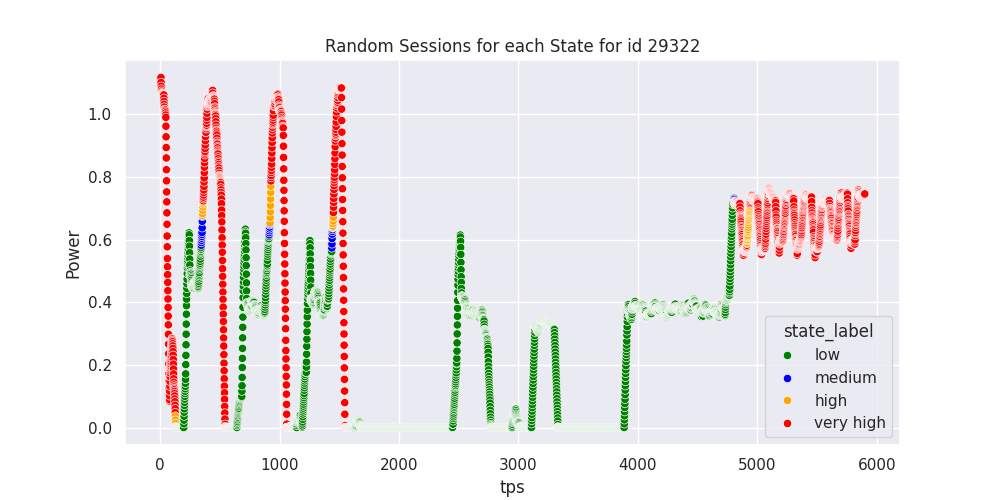 Random Sessions for each State for id 29322
Power
1.0
0.8
0.6
0.4
0.2
0.0
state_label
low
medium
high
very high
0
1000
2000
3000
4000
5000
6000
tps